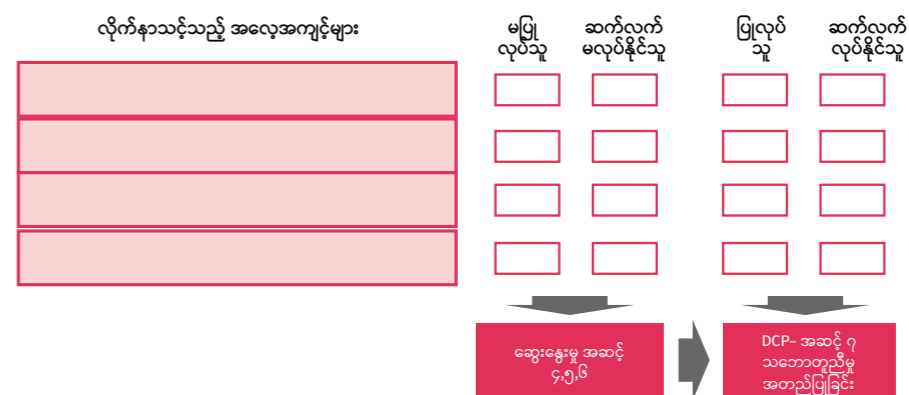 လိုက်နာသင့်သည့် အလေ့အကျင့်များ
မပြု
လုပ်သူ
ဆက်လက်
မလုပ်နိုင်သူ
ပြုလုပ်
သူ
ဆက်လက်
လုပ်နိုင်သူ
ဆွေးနွေးမှု အဆင့်
၄,၅,၆
DCP– အဆင့် ၇
သဘောတူညီမှု
အတည်ပြုခြင်း